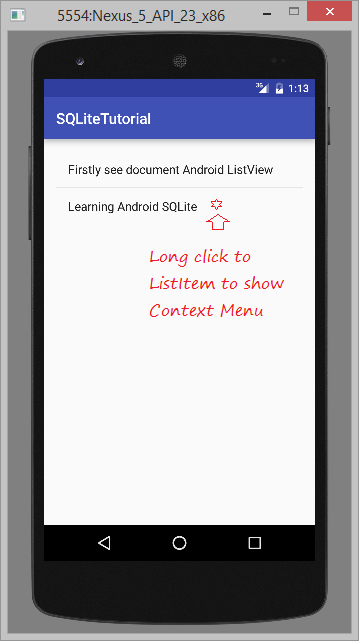 5554:Nexus_5_API_23_x86
3G 1:13
SQLiteTutorial
Firstly see document Android ListView
Learning Android SQLite
Long click to
ListItem to show
Context Menu